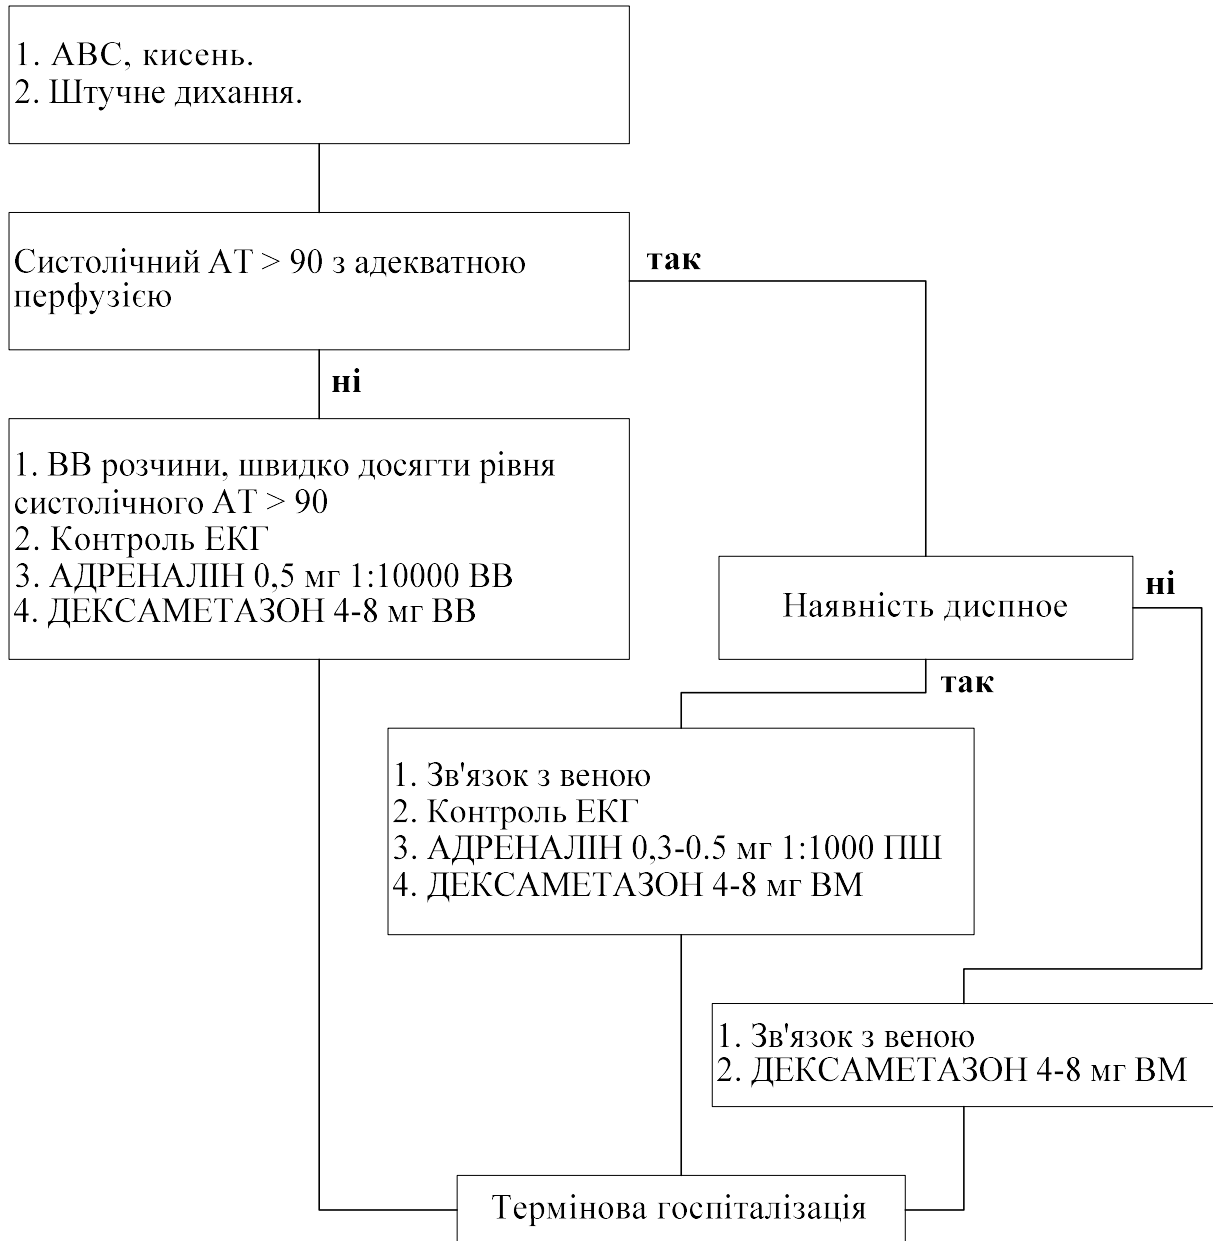 1. АВС, кисень.
2. Штучне дихання.
Систолічний АТ > 90 з адекватною
перфузією
так
ні
1. ВВ розчини, швидко досягти рівня
систолічного АТ > 90
2. Контроль ЕКГ
3. АДРЕНАЛІН 0,5 мг 1:10000 ВВ
4. ДЕКСАМЕТАЗОН 4-8 мг ВВ
Наявність диспное
ні
так
1. Зв'язок з веною
2. Контроль ЕКГ
3. АДРЕНАЛІН 0,3-0.5 мг 1:1000 ПШ
4. ДЕКСАМЕТАЗОН 4-8 мг ВМ
1. Зв'язок з веною
2. ДЕКСАМЕТАЗОН 4-8 мг ВМ
Термінова госпіталізація